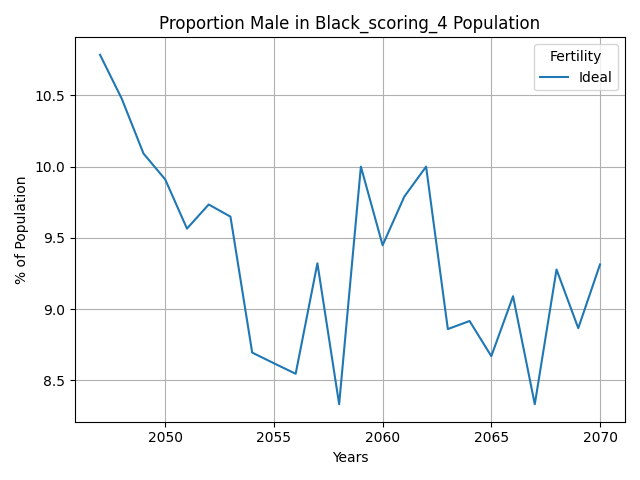 Proportion Male in Black_scoring_4 Population
Fertility
Ideal
% of Population
10.5
10.0
9.5
9.0
8.5
2050 2055 2060 2065 2070
Years